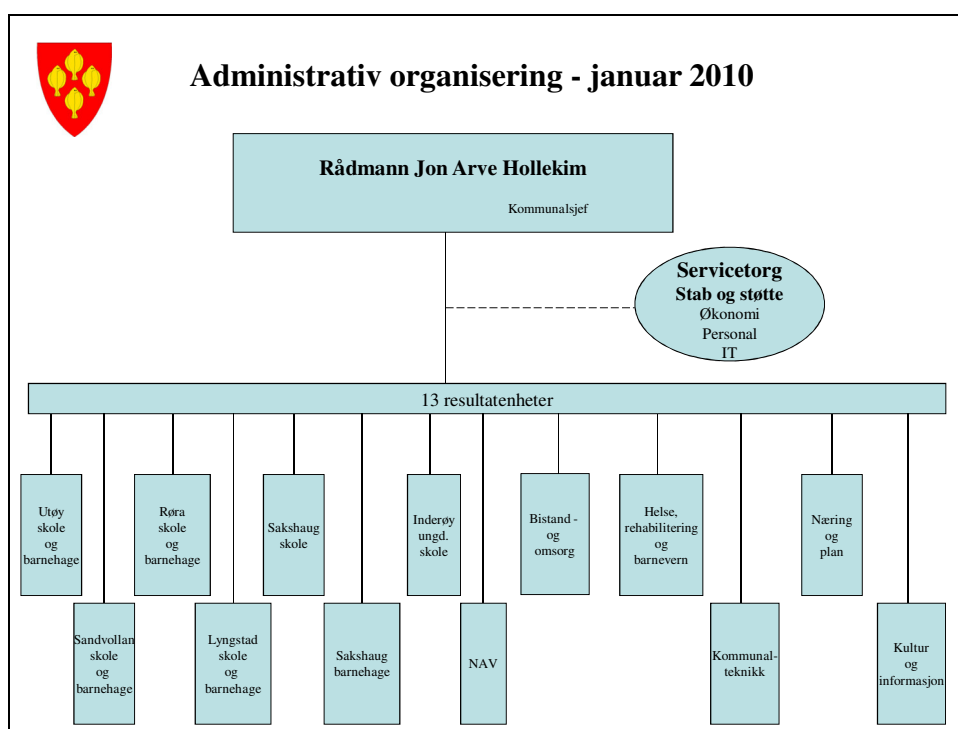 Administrativ organisering - januar 2010
Rådmann Jon Arve Hollekim
Kommunalsjef
Servicetorg
Stab og støtte
Økonomi
Personal
IT
13 resultatenheter
Utøy
skole
og
barnehage
Røra
skole
og
barnehage
Sakshaug
skole
Inderøy
ungd.
skole
Bistand -
og
omsorg
Helse,
rehabilitering
og
barnevern
Næring
og
plan
Sandvollan
skole
og
barnehage
Lyngstad
skole
og
barnehage
Sakshaug
barnehage
NAV
Kommunal-
teknikk
Kultur
og
informasjon